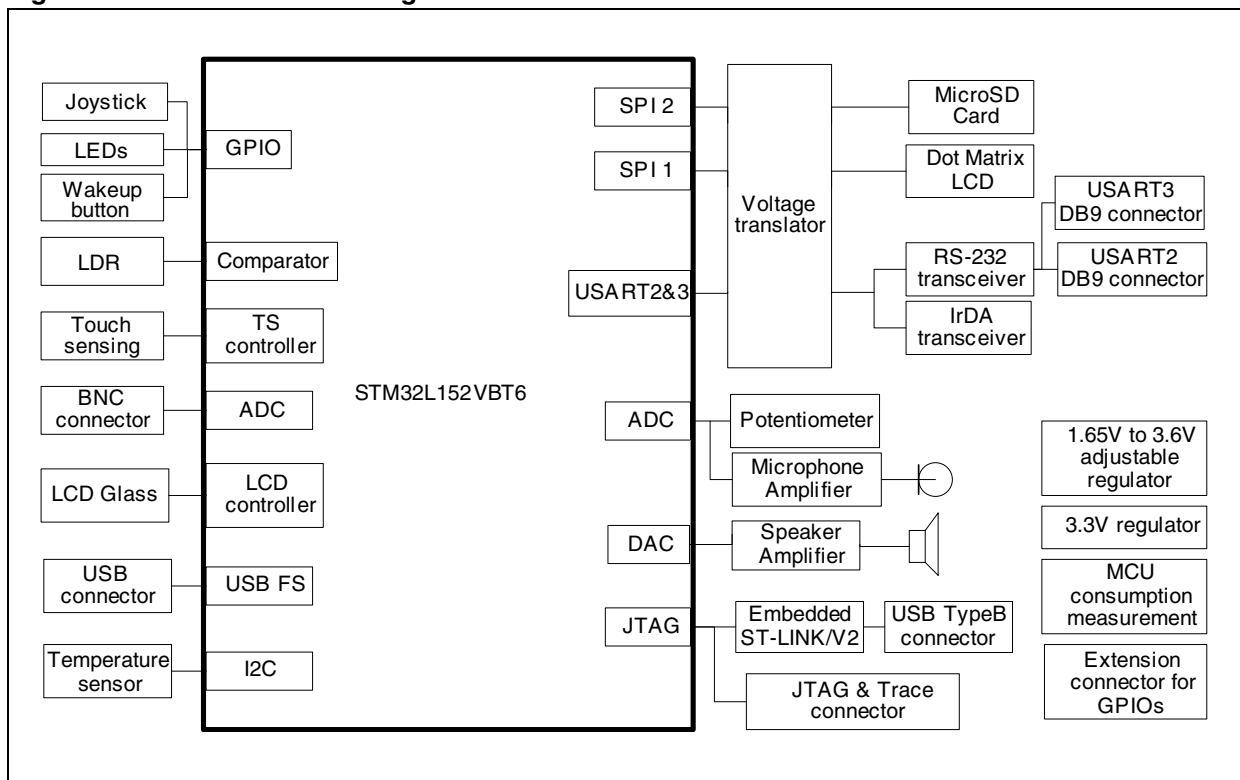 Joystick
LEDs
Wakeup
button
LDR
Touch
sensing
BNC
connector
LCD Glass
USB
connector
Temperature
sensor
GPIO
Comparator
TS
controller
ADC
LCD
controller
USB FS
I2C
STM32L152VBT6
SPI 2
SPI 1
USART2&3
ADC
DAC
JTAG
Voltage
translator
MicroSD
Card
Dot Matrix
LCD
RS-232
transceiver
IrDA
transceiver
USART3
DB9 connector
USART2
DB9 connector
Potentiometer
Microphone
Amplifier
Speaker
Amplifier
Embedded
ST-LINK/V2
USB TypeB
connector
JTAG & Trace
connector
1.65V to 3.6V
adjustable
regulator
3.3V regulator
MCU
consumption
measurement
Extension
connector for
GPIOs